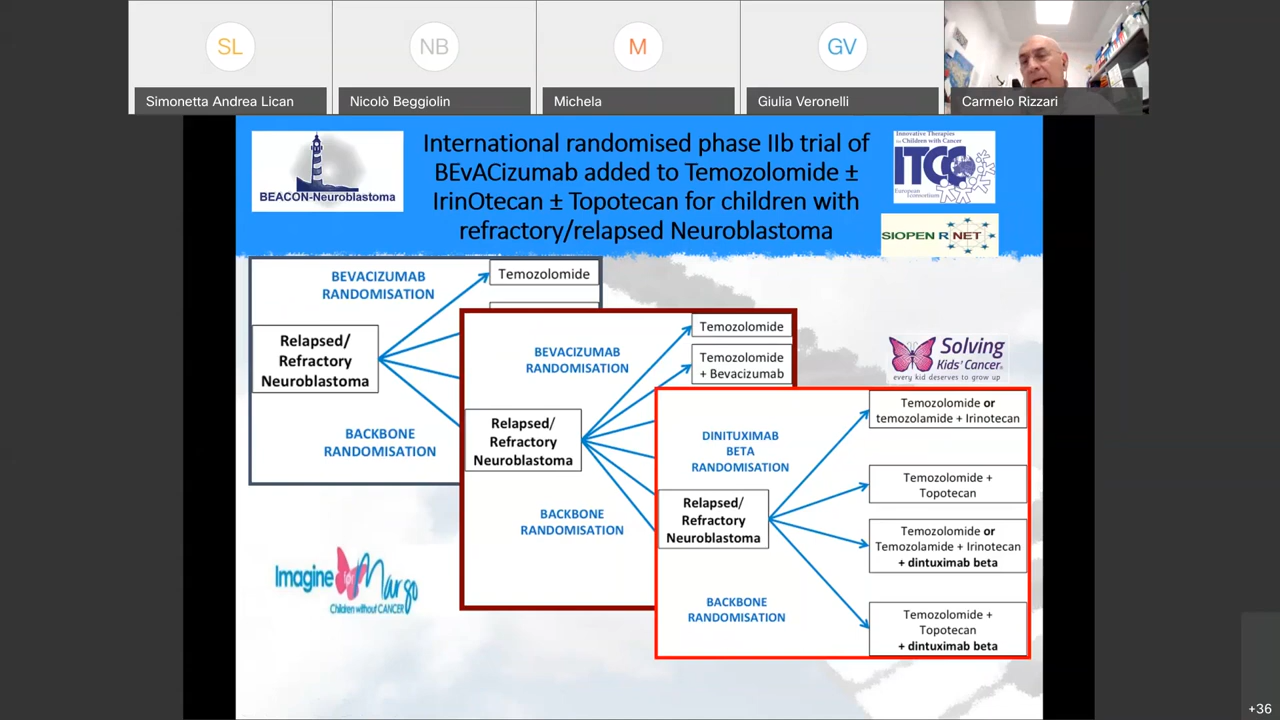 SL
NB
M
GV
Simonetta Andrea Lican
Nicolò Beggiolin
Michela
Giulia Veronelli
Carmelo Rizzari
BEACON-Neuroblastoma
International randomised phase IIb trial of
BEvACizumab added to Temozolomide ±
IrinOtecan ± Topotecan for children with
refractory/relapsed Neuroblastoma
Innovative Therapies
for Children with Cancer
ITCC
European
Consortium
SIOPEN R NET
BEVACIZUMAB
RANDOMISATION
Temozolomide
Relapsed/
Refractory
Neuroblastoma
BACKBONE
RANDOMISATION
BEVACIZUMAB
RANDOMISATION
Temozolomide
Temozolomide
+ Bevacizumab
Relapsed/
Refractory
Neuroblastoma
BACKBONE
RANDOMISATION
Solving
Kids' Cancer
every kid deserves to grow up
DINITUXIMAB
BETA
RANDOMISATION
Relapsed/
Refractory
Neuroblastoma
BACKBONE
RANDOMISATION
Temozolomide or
temozolamide + Irinotecan
Temozolomide +
Topotecan
Temozolomide or
Temozolamide + Irinotecan
+ dintuximab beta
Temozolomide +
Topotecan
+ dintuximab beta
Imagine for Margo
Children without CANCER
+36